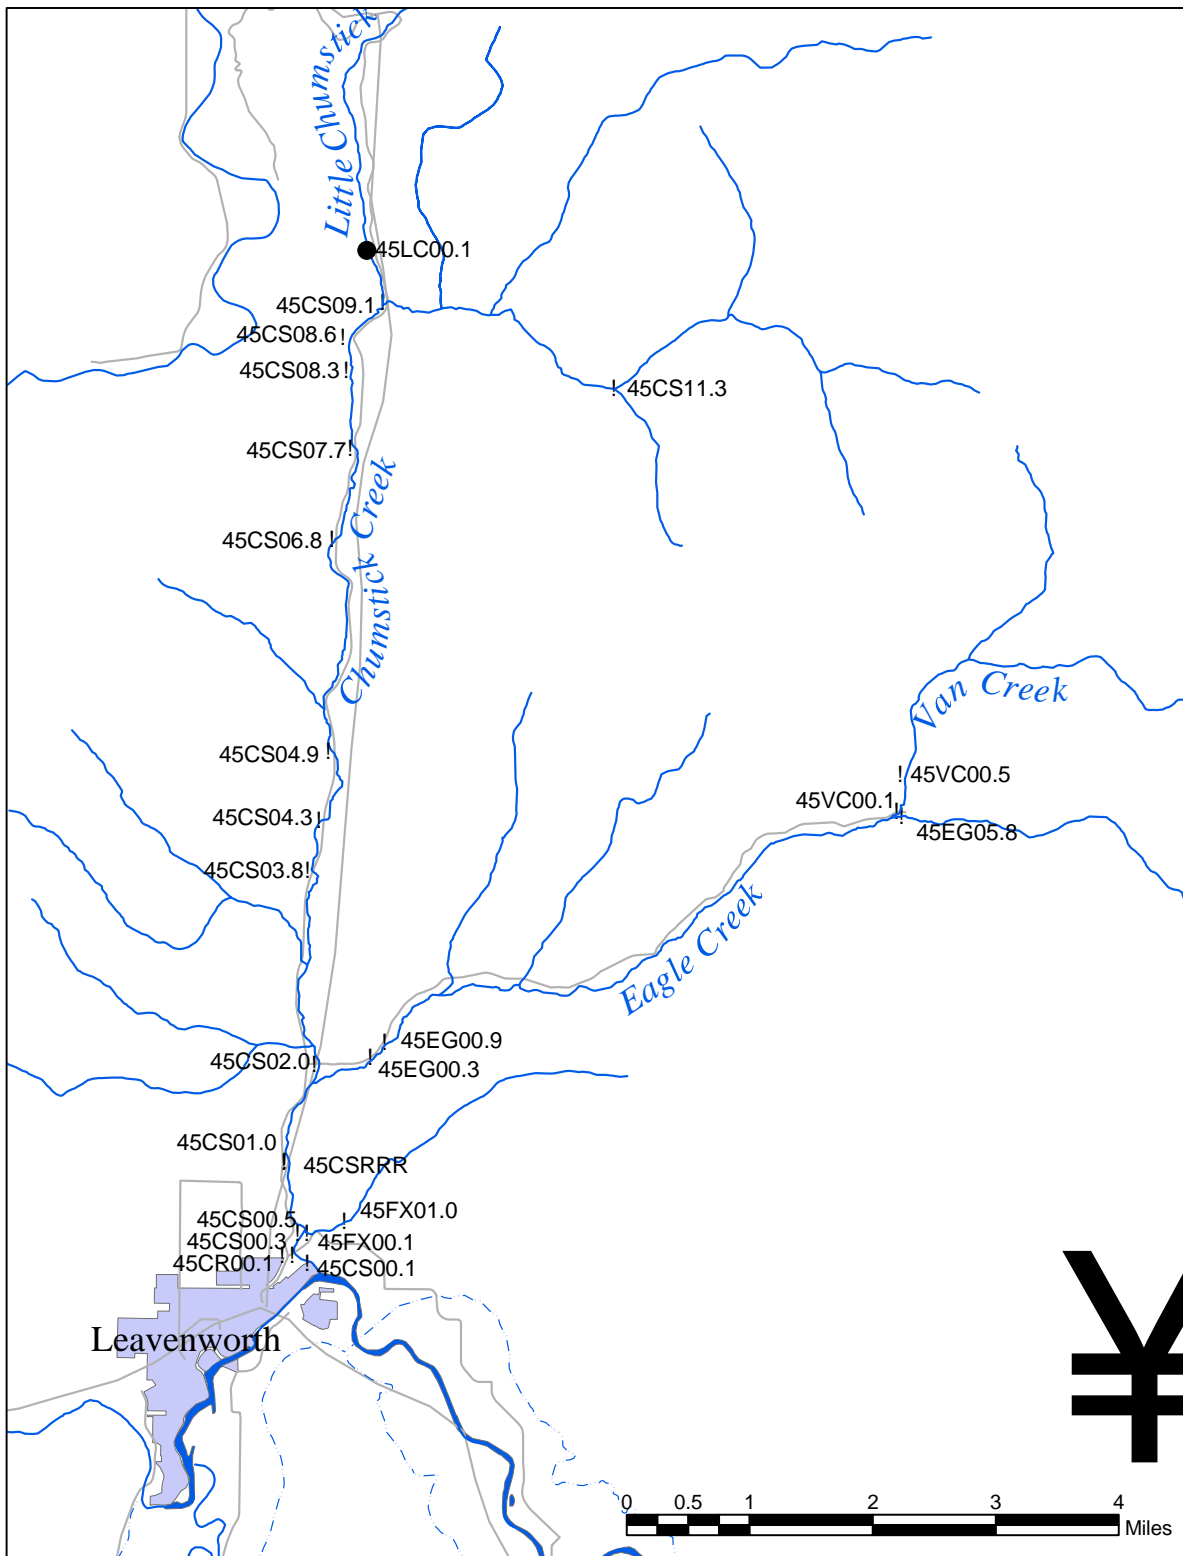 Little Chumstick
45LC00.1
45CS09.1
45CS08.6
45CS08.3
45CS11.3
45CS07.7
Chumstick Creek
45CS06.8
Van Creek
45CS04.9
45VC00.5
45VC00.1
45CS04.3
45EG05.8
45CS03.8
Eagle Creek
45EG00.9
45CS02.0
45EG00.3
45CS01.0
45CSRRR
45FX01.0
45CS00.5
45CS00.3
45FX00.1
45CR00.1
45CS00.1
Leavenworth
¥
0 0.5 1 2 3 4
Miles